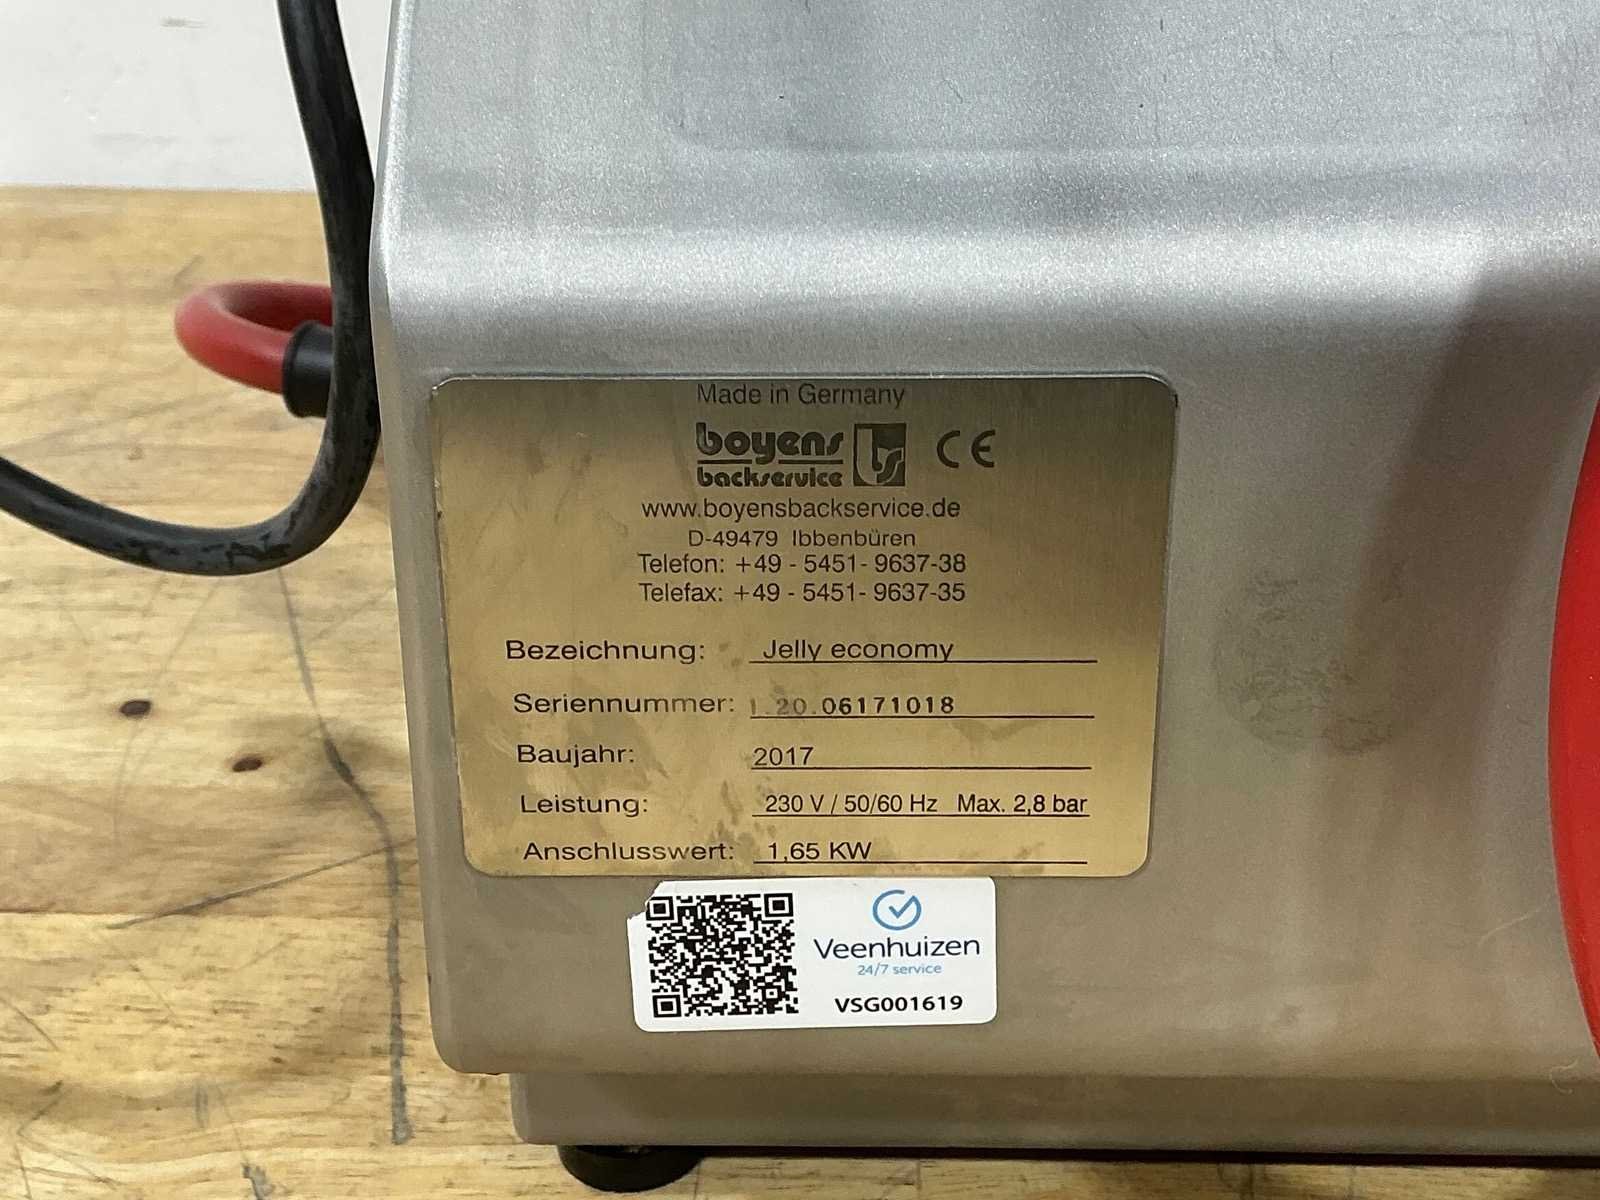 Made in Germany
boyens bs CE
backservice
www.boyensbackservice.de
D-49479 Ibbenbüren
Telefon: +49 - 5451- 9637-38
Telefax: +49 - 5451- 9637-35
Bezeichnung: Jelly economy
Seriennummer: 1.20.06171018
Baujahr: 2017
Leistung: 230 V / 50/60 Hz Max. 2,8 bar
Anschlusswert: 1,65 KW
Veenhuizen
24/7 service
VSG001619